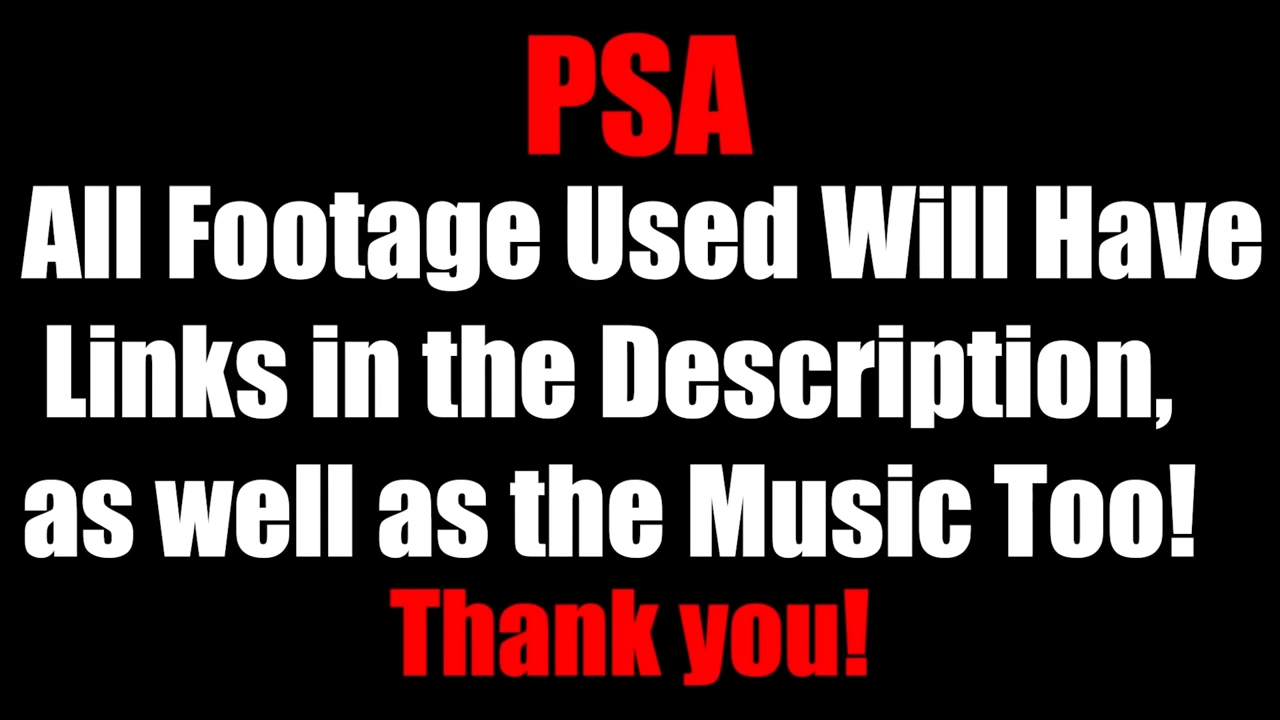 PSA
All Footage Used Will Have
Links in the Description,
as well as the Music Too!
Thank you!